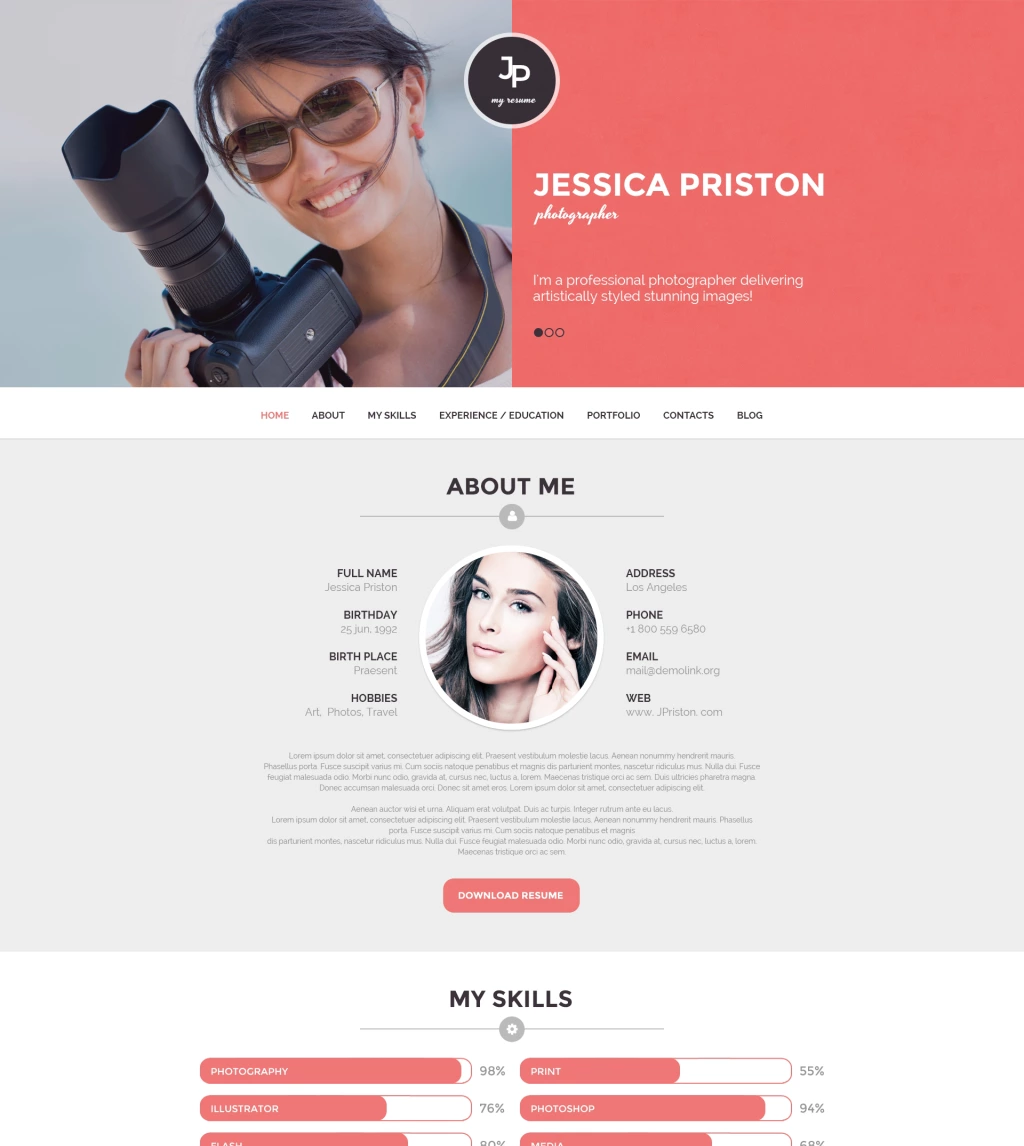 JP
my resume
JESSICA PRISTON
photographer
I'm a professional photographer delivering
artistically styled stunning images!
HOME ABOUT MY SKILLS EXPERIENCE / EDUCATION PORTFOLIO CONTACTS BLOG
ABOUT ME
FULL NAME
Jessica Priston
BIRTHDAY
25 jun, 1992
BIRTH PLACE
Praesent
HOBBIES
Art, Photos, Travel
ADDRESS
Los Angeles
PHONE
+1 800 559 6580
EMAIL
mail@demolink.org
WEB
www. JPriston. com
Lorem ipsum dolor sit amet, consectetuer adipiscing elit. Praesent vestibulum molestie lacus. Aenean nonummy hendrerit mauris.
Phasellus porta. Fusce suscipit varius mi. Cum sociis natoque penatibus et magnis dis parturient montes, nascetur ridiculus mus. Nulla dui. Fusce
feugiat malesuada odio. Morbi nunc odio, gravida at, cursus nec, luctus a, lorem. Maecenas tristique orci ac sem. Duis ultricies pharetra magna.
Donec accumsan malesuada orci. Donec sit amet eros. Lorem ipsum dolor sit amet, consectetuer adipiscing elit.
Aenean auctor wisi et urna. Aliquam erat volutpat. Duis ac turpis. Integer rutrum ante eu lacus.
Lorem ipsum dolor sit amet, consectetuer adipiscing elit. Praesent vestibulum molestie lacus. Aenean nonummy hendrerit mauris. Phasellus
porta. Fusce suscipit varius mi. Cum sociis natoque penatibus et magnis
dis parturient montes, nascetur ridiculus mus. Nulla dui. Fusce feugiat malesuada odio. Morbi nunc odio, gravida at, cursus nec, luctus a, lorem.
Maecenas tristique orci ac sem.
DOWNLOAD RESUME
MY SKILLS
PHOTOGRAPHY 98%
PRINT 55%
ILLUSTRATOR 76%
PHOTOSHOP 94%
FLASH 80%
MEDIA 68%